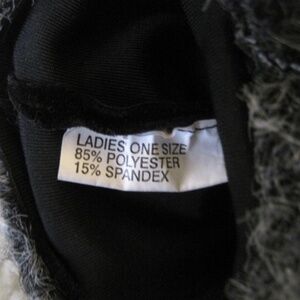 LADIES ONE SIZE
85% POLYESTER
15% SPANDEX